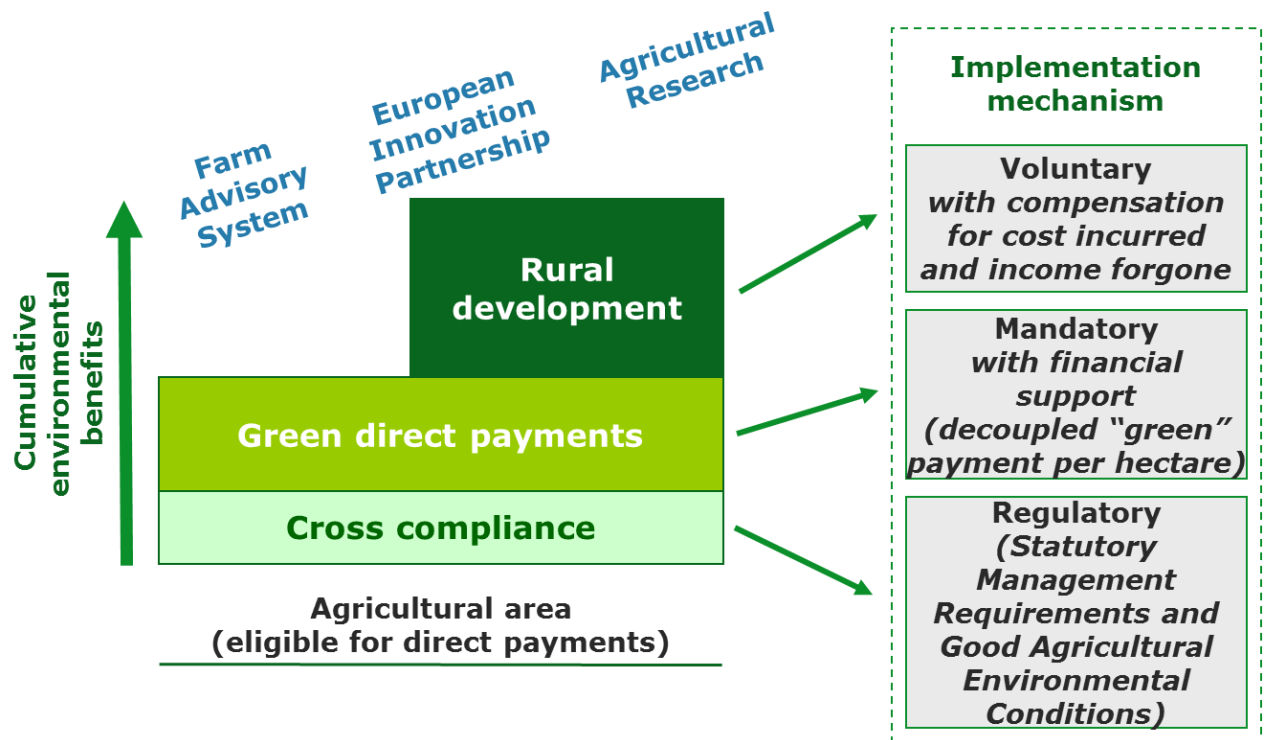 Agricultural
Research
European
Innovation
Partnership
Farm
Advisory
System
Cumulative
environmental
benefits
Rural
development
Green direct payments
Cross compliance
Agricultural area
(eligible for direct payments)
Implementation
mechanism
Voluntary
with compensation
for cost incurred
and income forgone
Mandatory
with financial
support
(decoupled “green”
payment per hectare)
Regulatory
(Statutory
Management
Requirements and
Good Agricultural
Environmental
Conditions)